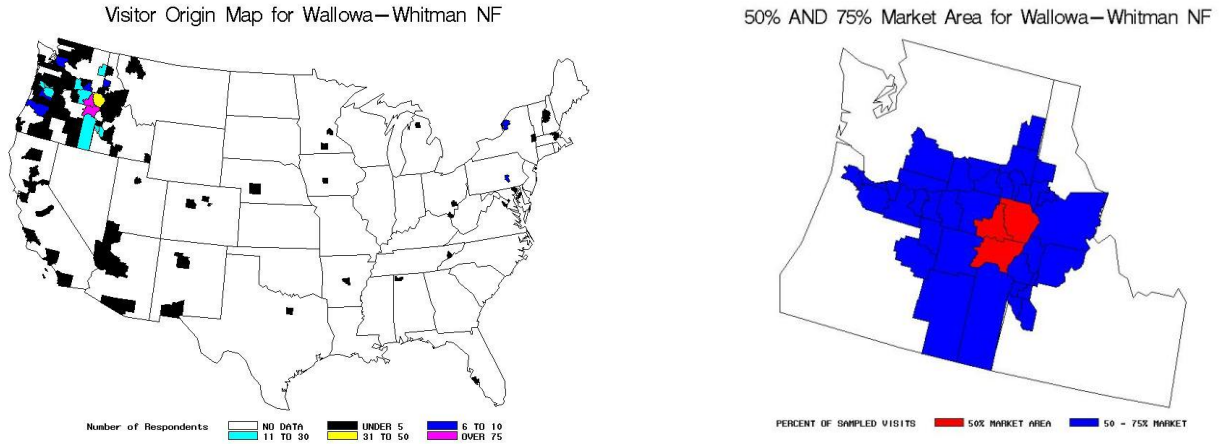 Visitor Origin Map for Wallowa-Whitman NF
Number of Respondents NO DATA UNDER 5 6 TO 10
11 TO 30 31 TO 50 OVER 75
50% AND 75% Market Area for Wallowa-Whitman NF
PERCENT OF SAMPLED VISITS 50% MARKET AREA 50 - 75% MARKET